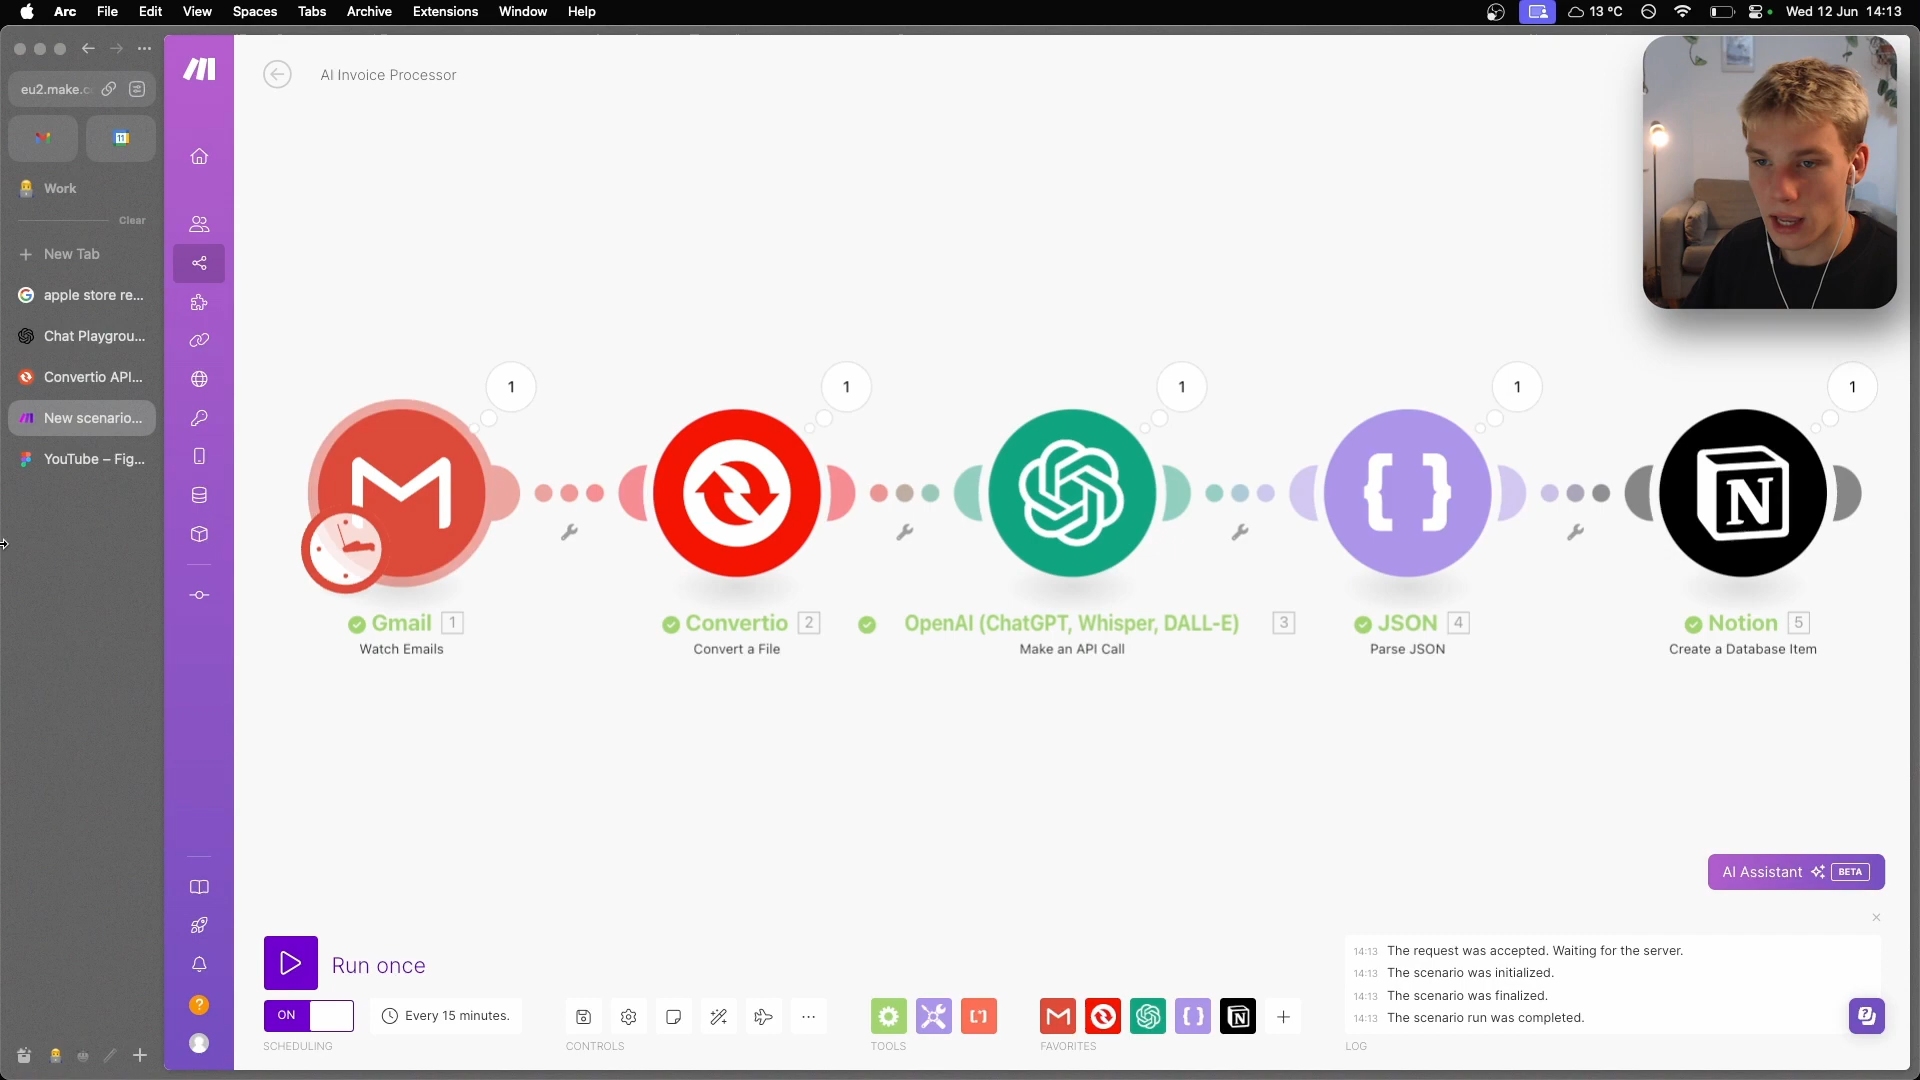 Arc File Edit View Spaces Tabs Archive Extensions Window Help
13 °C Wed 12 Jun 14:13
eu2.make.c
11
Work
Clear
New Tab
apple store re...
Chat Playgrou...
Convertio API...
New scenario...
YouTube – Fig...
AI Invoice Processor
1 1 1 1 1
Gmail 1
Watch Emails
Convertio 2
Convert a File
OpenAI (ChatGPT, Whisper, DALL-E) 3
Make an API Call
JSON 4
Parse JSON
Notion 5
Create a Database Item
AI Assistant BETA
Run once
ON
Every 15 minutes.
SCHEDULING
CONTROLS
TOOLS
FAVORITES
14:13 The request was accepted. Waiting for the server.
14:13 The scenario was initialized.
14:13 The scenario was finalized.
14:13 The scenario run was completed.
LOG